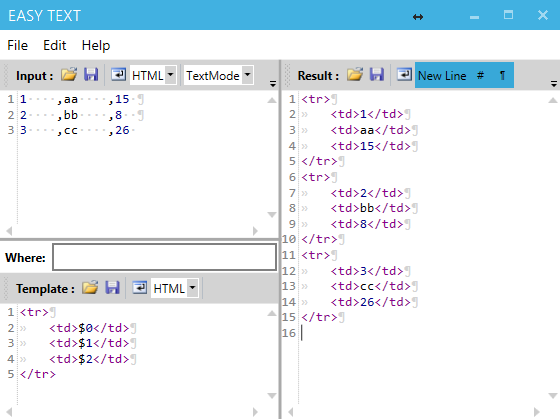 EASY TEXT
File Edit Help
Input : HTML TextMode
1 1 ,aa ,15
2 2 ,bb ,8
3 3 ,cc ,26
Where:
Template : HTML
1 <tr>
2 <td>$0</td>
3 <td>$1</td>
4 <td>$2</td>
5 </tr>
Result : New Line # ¶
1 <tr>
2 <td>1</td>
3 <td>aa</td>
4 <td>15</td>
5 </tr>
6 <tr>
7 <td>2</td>
8 <td>bb</td>
9 <td>8</td>
10 </tr>
11 <tr>
12 <td>3</td>
13 <td>cc</td>
14 <td>26</td>
15 </tr>
16